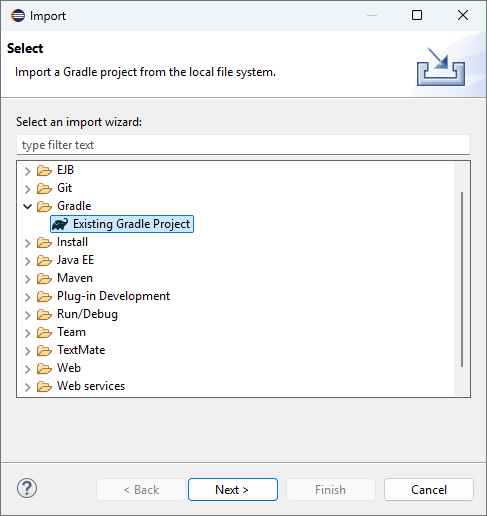 Import
Select
Import a Gradle project from the local file system.
Select an import wizard:
type filter text
EJB
Git
Gradle
Existing Gradle Project
Install
Java EE
Maven
Plug-in Development
Run/Debug
Team
TextMate
Web
Web services
? < Back Next > Finish Cancel